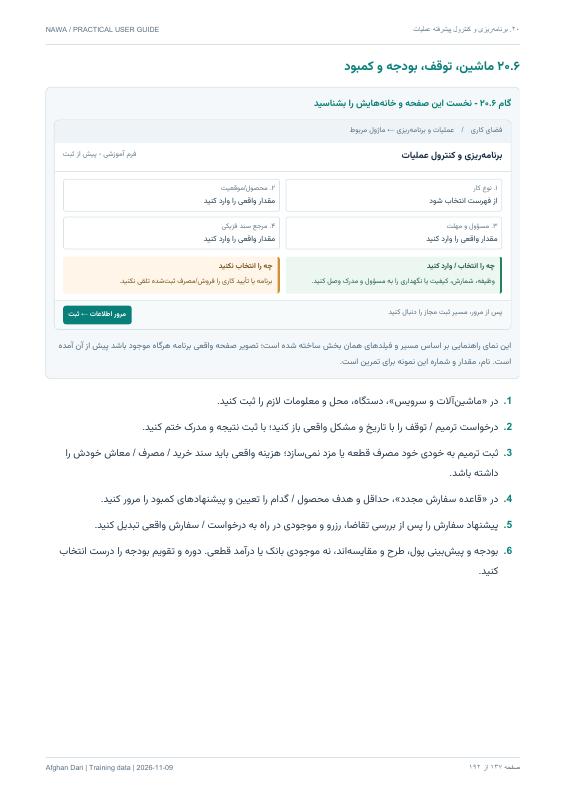 ۲۰. برنامه‌ریزی و کنترول پیشرفته عملیات
NAWA / PRACTICAL USER GUIDE
۲۰.۶ ماشین، توقف، بودجه و کمبود
گام ۲۰.۶ - نخست این صفحه و خانه‌هایش را بشناسید
فضای کاری / عملیات و برنامه‌ریزی ← ماژول مربوط
برنامه‌ریزی و کنترول عملیات
فرم آموزشی - پیش از ثبت
۱. نوع کار
از فهرست انتخاب شود
۲. محصول/موقعیت
مقدار واقعی را وارد کنید
۳. مسؤول و مهلت
مقدار واقعی را وارد کنید
۴. مرجع سند فزیکی
مقدار واقعی را وارد کنید
چه را انتخاب / وارد کنید
وظیفه، شمارش، کیفیت یا نگهداری را به مسؤول و مدرک وصل کنید.
چه را انتخاب نکنید
برنامه یا تأیید کاری را فروش/مصرف ثبت‌شده تلقی نکنید.
پس از مرور، مسیر ثبت مجاز را دنبال کنید
مرور اطلاعات ← ثبت
این نمای راهنمایی بر اساس مسیر و فیلدهای همان بخش ساخته شده است؛ تصویر صفحه واقعی برنامه هرگاه موجود باشد پیش از آن آمده
است. نام، مقدار و شماره این نمونه برای تمرین است.
1. در «ماشین‌آلات و سرویس»، دستگاه، محل و معلومات لازم را ثبت کنید.
2. درخواست ترمیم / توقف را با تاریخ و مشکل واقعی باز کنید؛ با ثبت نتیجه و مدرک ختم کنید.
3. ثبت ترمیم به خودی خود مصرف قطعه یا مزد نمی‌سازد؛ هزینه واقعی باید سند خرید / مصرف / معاش خودش را
داشته باشد.
4. در «قاعده سفارش مجدد»، حداقل و هدف محصول / گدام را تعیین و پیشنهادهای کمبود را مرور کنید.
5. پیشنهاد سفارش را پس از بررسی تقاضا، رزرو و موجودی در راه به درخواست / سفارش واقعی تبدیل کنید.
6. بودجه و پیش‌بینی پول، طرح و مقایسه‌اند، نه موجودی بانک یا درآمد قطعی. دوره و تقویم بودجه را درست انتخاب
کنید.
صفحه ۱۳۷ از ۱۹۲
Afghan Dari | Training data | 2026-11-09